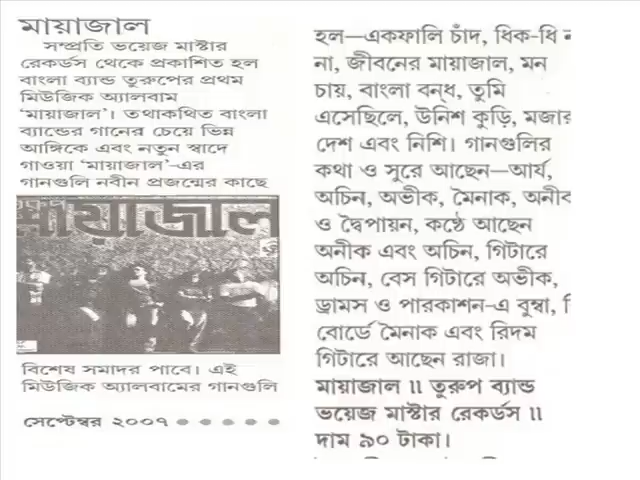 মায়াজাল
সম্প্রতি ভয়েজ মাস্টার
রেকর্ডস থেকে প্রকাশিত হল
বাংলা ব্যান্ড তুরুপের প্রথম
মিউজিক অ্যালবাম
‘মায়াজাল’। তথাকথিত বাংলা
ব্যান্ডের গানের চেয়ে ভিন্ন
আঙ্গিকে এবং নতুন স্বাদে
গাওয়া ‘মায়াজাল’-এর
গানগুলি নবীন প্রজন্মের কাছে
মায়াজাল
বিশেষ সমাদর পাবে। এই
মিউজিক অ্যালবামের গানগুলি
সেপ্টেম্বর ২০০৭
হল—একফালি চাঁদ, ধিক-ধি
না, জীবনের মায়াজাল, মন
চায়, বাংলা বন্ধ, তুমি
এসেছিলে, উনিশ কুড়ি, মজার
দেশ এবং নিশি। গানগুলির
কথা ও সুরে আছেন—আর্য,
অচিন, অভীক, মৈনাক, অনীক
ও দ্বৈপায়ন, কণ্ঠে আছেন
অনীক এবং অচিন, গিটারে
অচিন, বেস গিটারে অভীক,
ড্রামস ও পারকাশন-এ বুম্বা,
বোর্ডে মৈনাক এবং রিদম
গিটারে আছেন রাজা।
মায়াজাল ॥ তুরুপ ব্যান্ড
ভয়েজ মাস্টার রেকর্ডস ॥
দাম ৯০ টাকা।